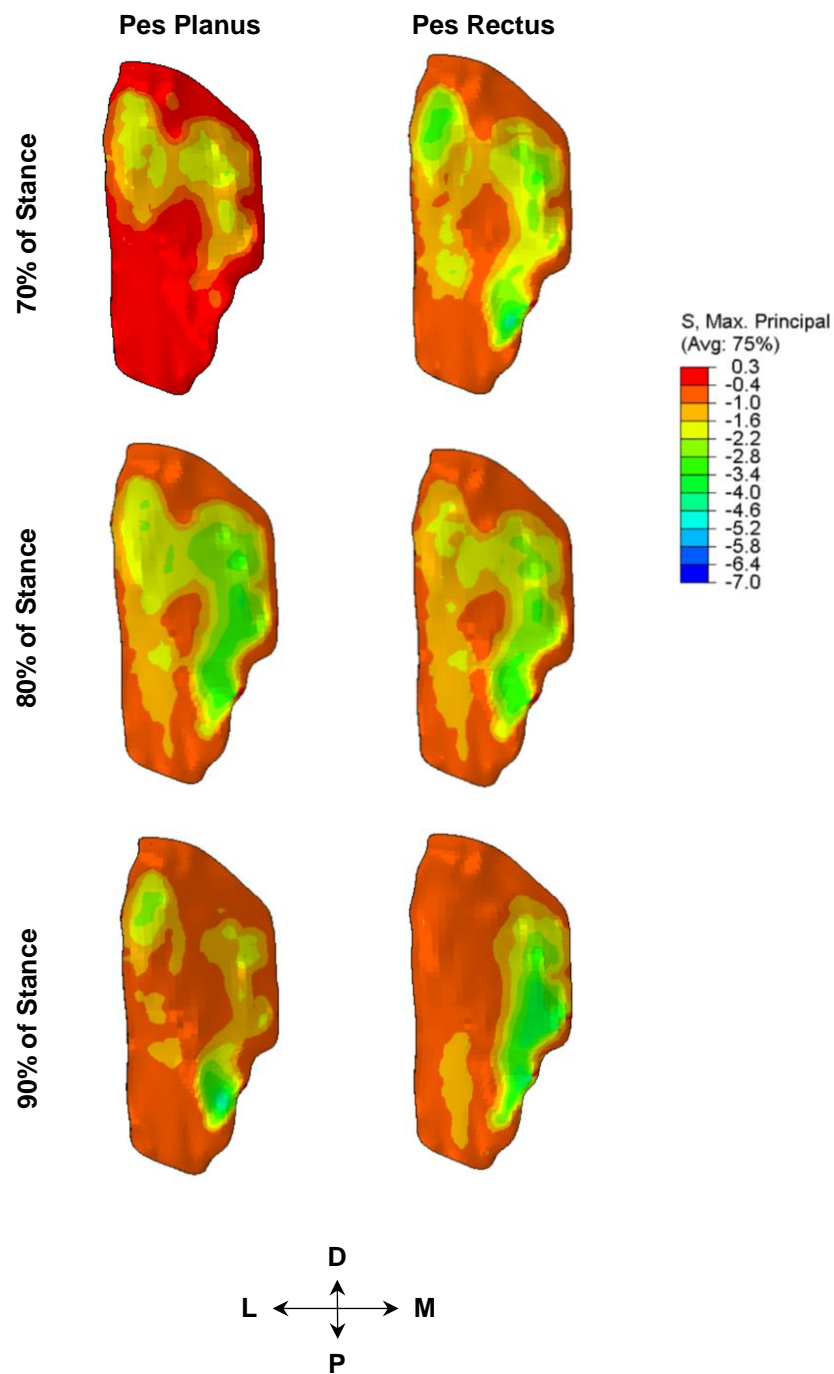 Pes Planus
Pes Rectus
70% of Stance
S, Max. Principal
(Avg: 75%)
0.3
-0.4
-1.0
-1.6
-2.2
-2.8
-3.4
-4.0
-4.6
-5.2
-5.8
-6.4
-7.0
80% of Stance
90% of Stance
D
L
M
P